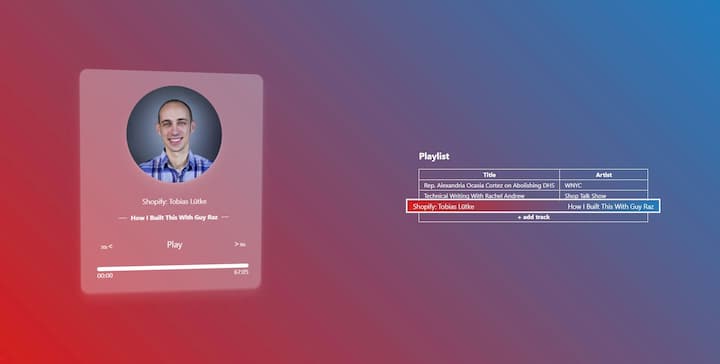 Shopify: Tobias Lütke
How I Built This With Guy Raz
Play
00:00
67:05
Playlist
Title Artist
Rep. Alexandria Ocasia Cortez on Abolishing DHS WNYC
Technical Writing With Rachel Andrew Shop Talk Show
Shopify: Tobias Lütke How I Built This With Guy Raz
+ add track